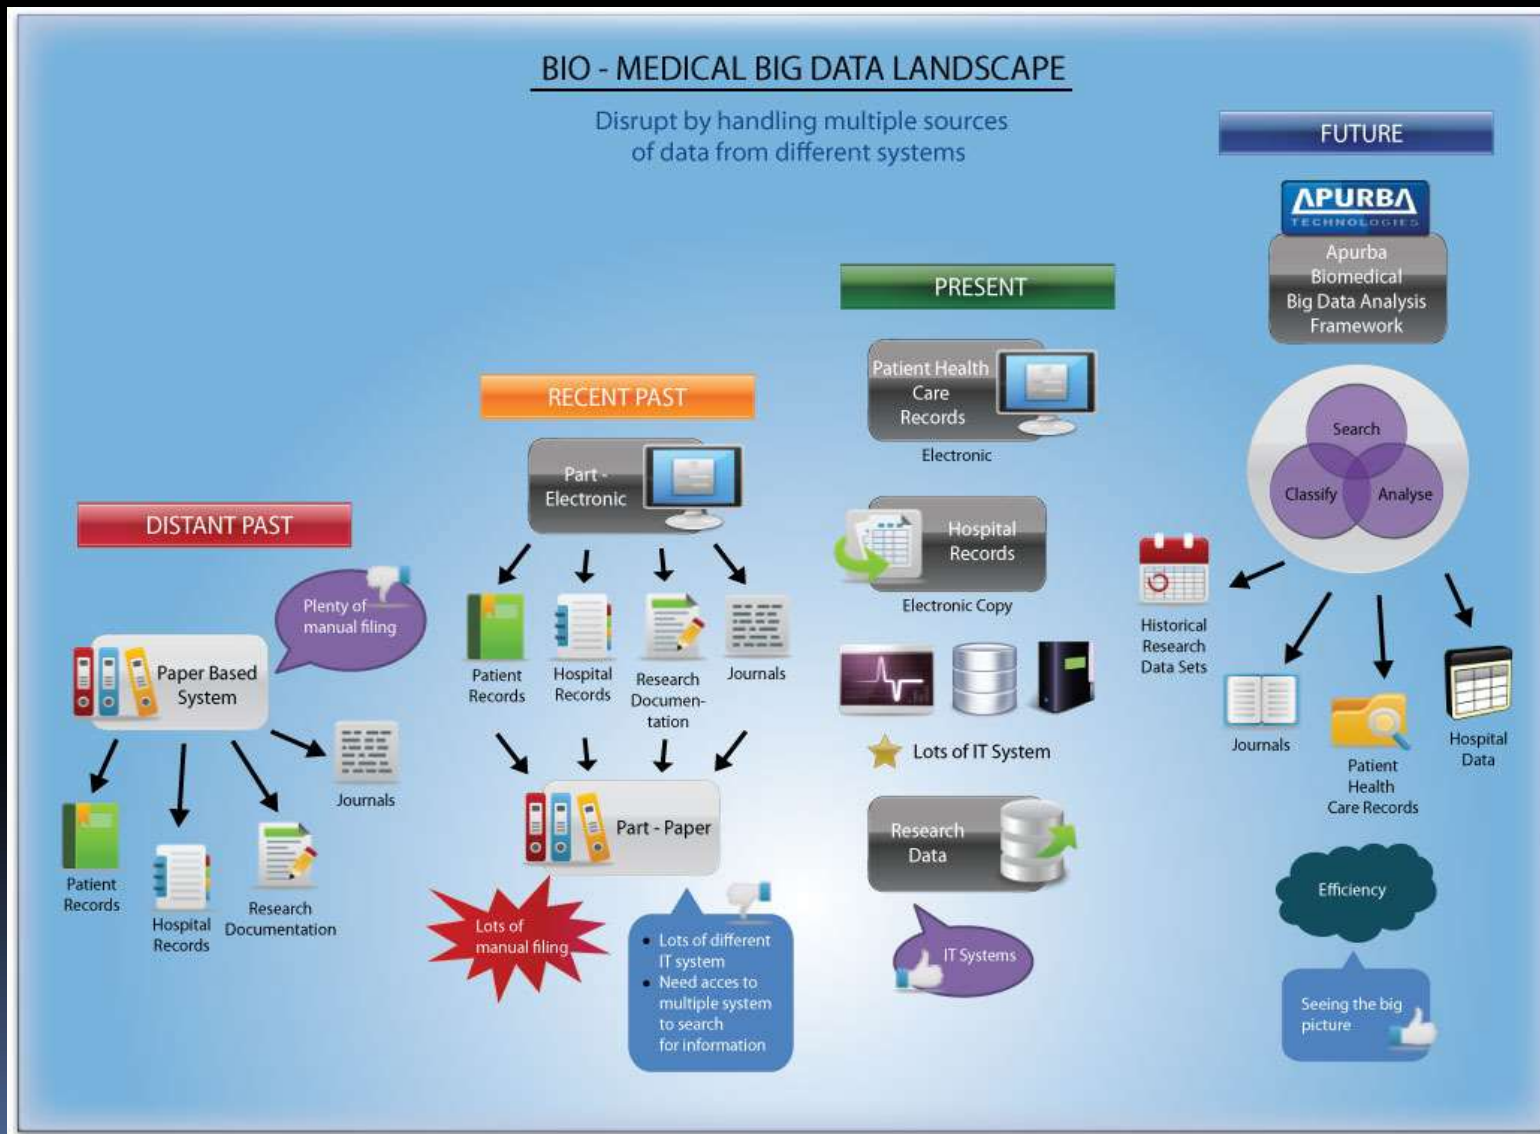 BIO - MEDICAL BIG DATA LANDSCAPE
Disrupt by handling multiple sources
of data from different systems
DISTANT PAST
Plenty of
manual filing
Paper Based
System
Journals
Patient
Records
Hospital
Records
Research
Documentation
RECENT PAST
Part -
Electronic
Patient
Records
Hospital
Records
Research
Documen-
tation
Journals
Part - Paper
Lots of
manual filing
Lots of different
IT system
Need acces to
multiple system
to search
for information
PRESENT
Patient Health
Care
Records
Electronic
Hospital
Records
Electronic Copy
Lots of IT System
Research
Data
IT Systems
FUTURE
APURBA
TECHNOLOGIES
Apurba
Biomedical
Big Data Analysis
Framework
Search
Classify
Analyse
Historical
Research
Data Sets
Journals
Patient
Health
Care Records
Hospital
Data
Efficiency
Seeing the big
picture